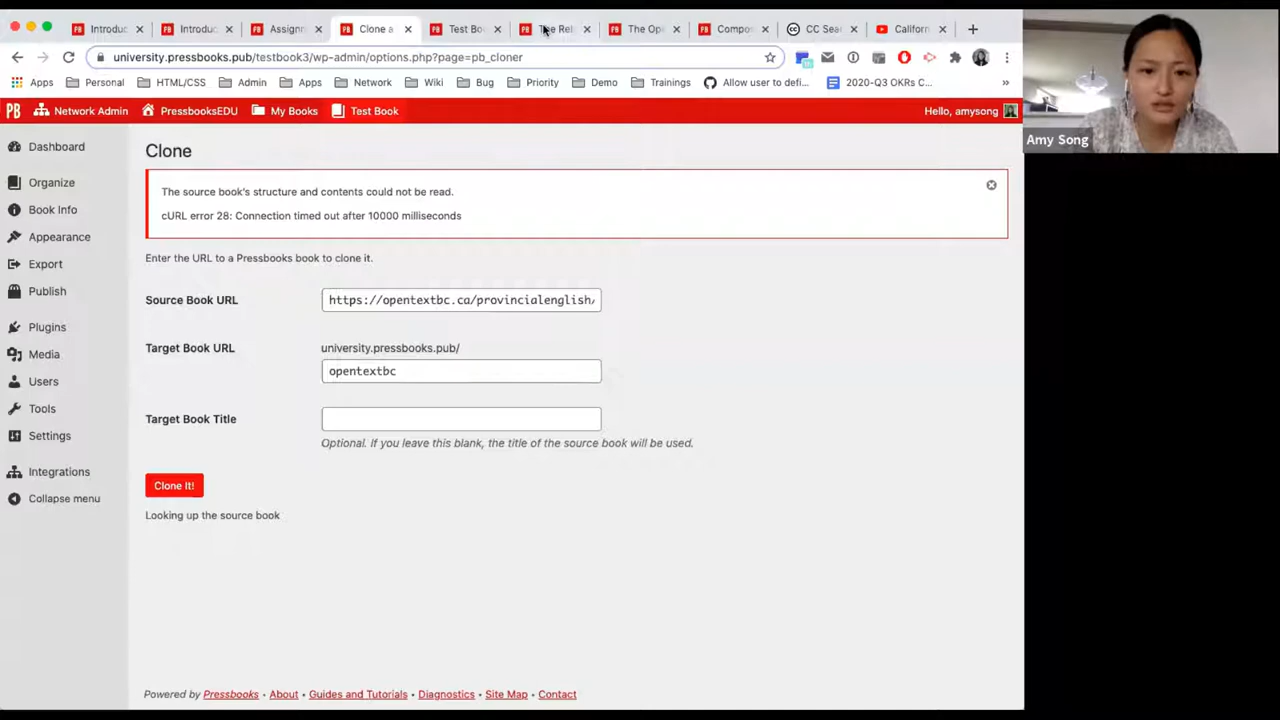 Introduc
Introduc
Assignm
Clone a
Test Bo
The Rel
The Ope
Compo
CC Sea
Californ
university.pressbooks.pub/testbook3/wp-admin/options.php?page=pb_cloner
Apps
Personal
HTML/CSS
Admin
Apps
Network
Wiki
Bug
Priority
Demo
Trainings
Allow user to defi...
2020-Q3 OKRs C...
»
PB
Network Admin
PressbooksEDU
My Books
Test Book
Hello, amysong
Amy Song
Dashboard
Organize
Book Info
Appearance
Export
Publish
Plugins
Media
Users
Tools
Settings
Integrations
Collapse menu
Clone
The source book's structure and contents could not be read.
cURL error 28: Connection timed out after 10000 milliseconds
Enter the URL to a Pressbooks book to clone it.
Source Book URL
https://opentextbc.ca/provincialenglish/
Target Book URL
university.pressbooks.pub/
opentextbc
Target Book Title
Optional. If you leave this blank, the title of the source book will be used.
Clone It!
Looking up the source book
Powered by Pressbooks • About • Guides and Tutorials • Diagnostics • Site Map • Contact